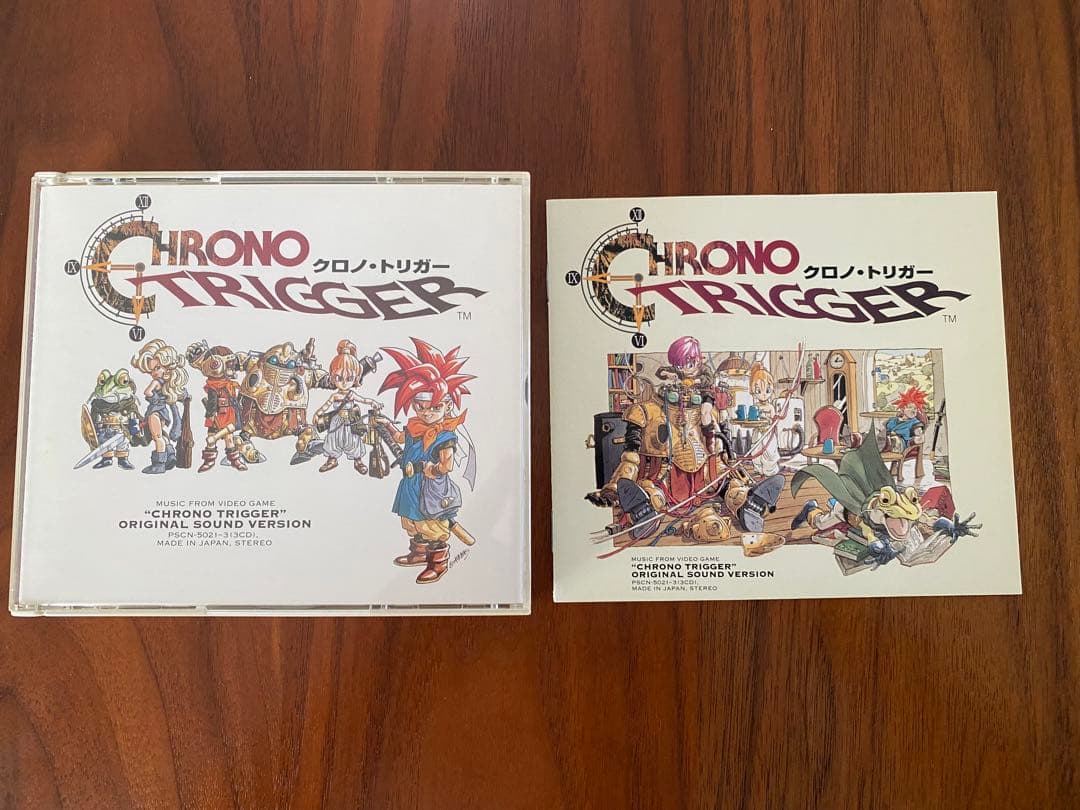 XII
CHRONO
クロノ・トリガー
IX
TRIGGER
TM
VI
MUSIC FROM VIDEO GAME
"CHRONO TRIGGER"
ORIGINAL SOUND VERSION
PSCN-5021~3(3CD),
MADE IN JAPAN, STEREO
XII
CHRONO
クロノ・トリガー
IX
TRIGGER
TM
VI
MUSIC FROM VIDEO GAME
"CHRONO TRIGGER"
ORIGINAL SOUND VERSION
PSCN-5021~3(3CD),
MADE IN JAPAN, STEREO